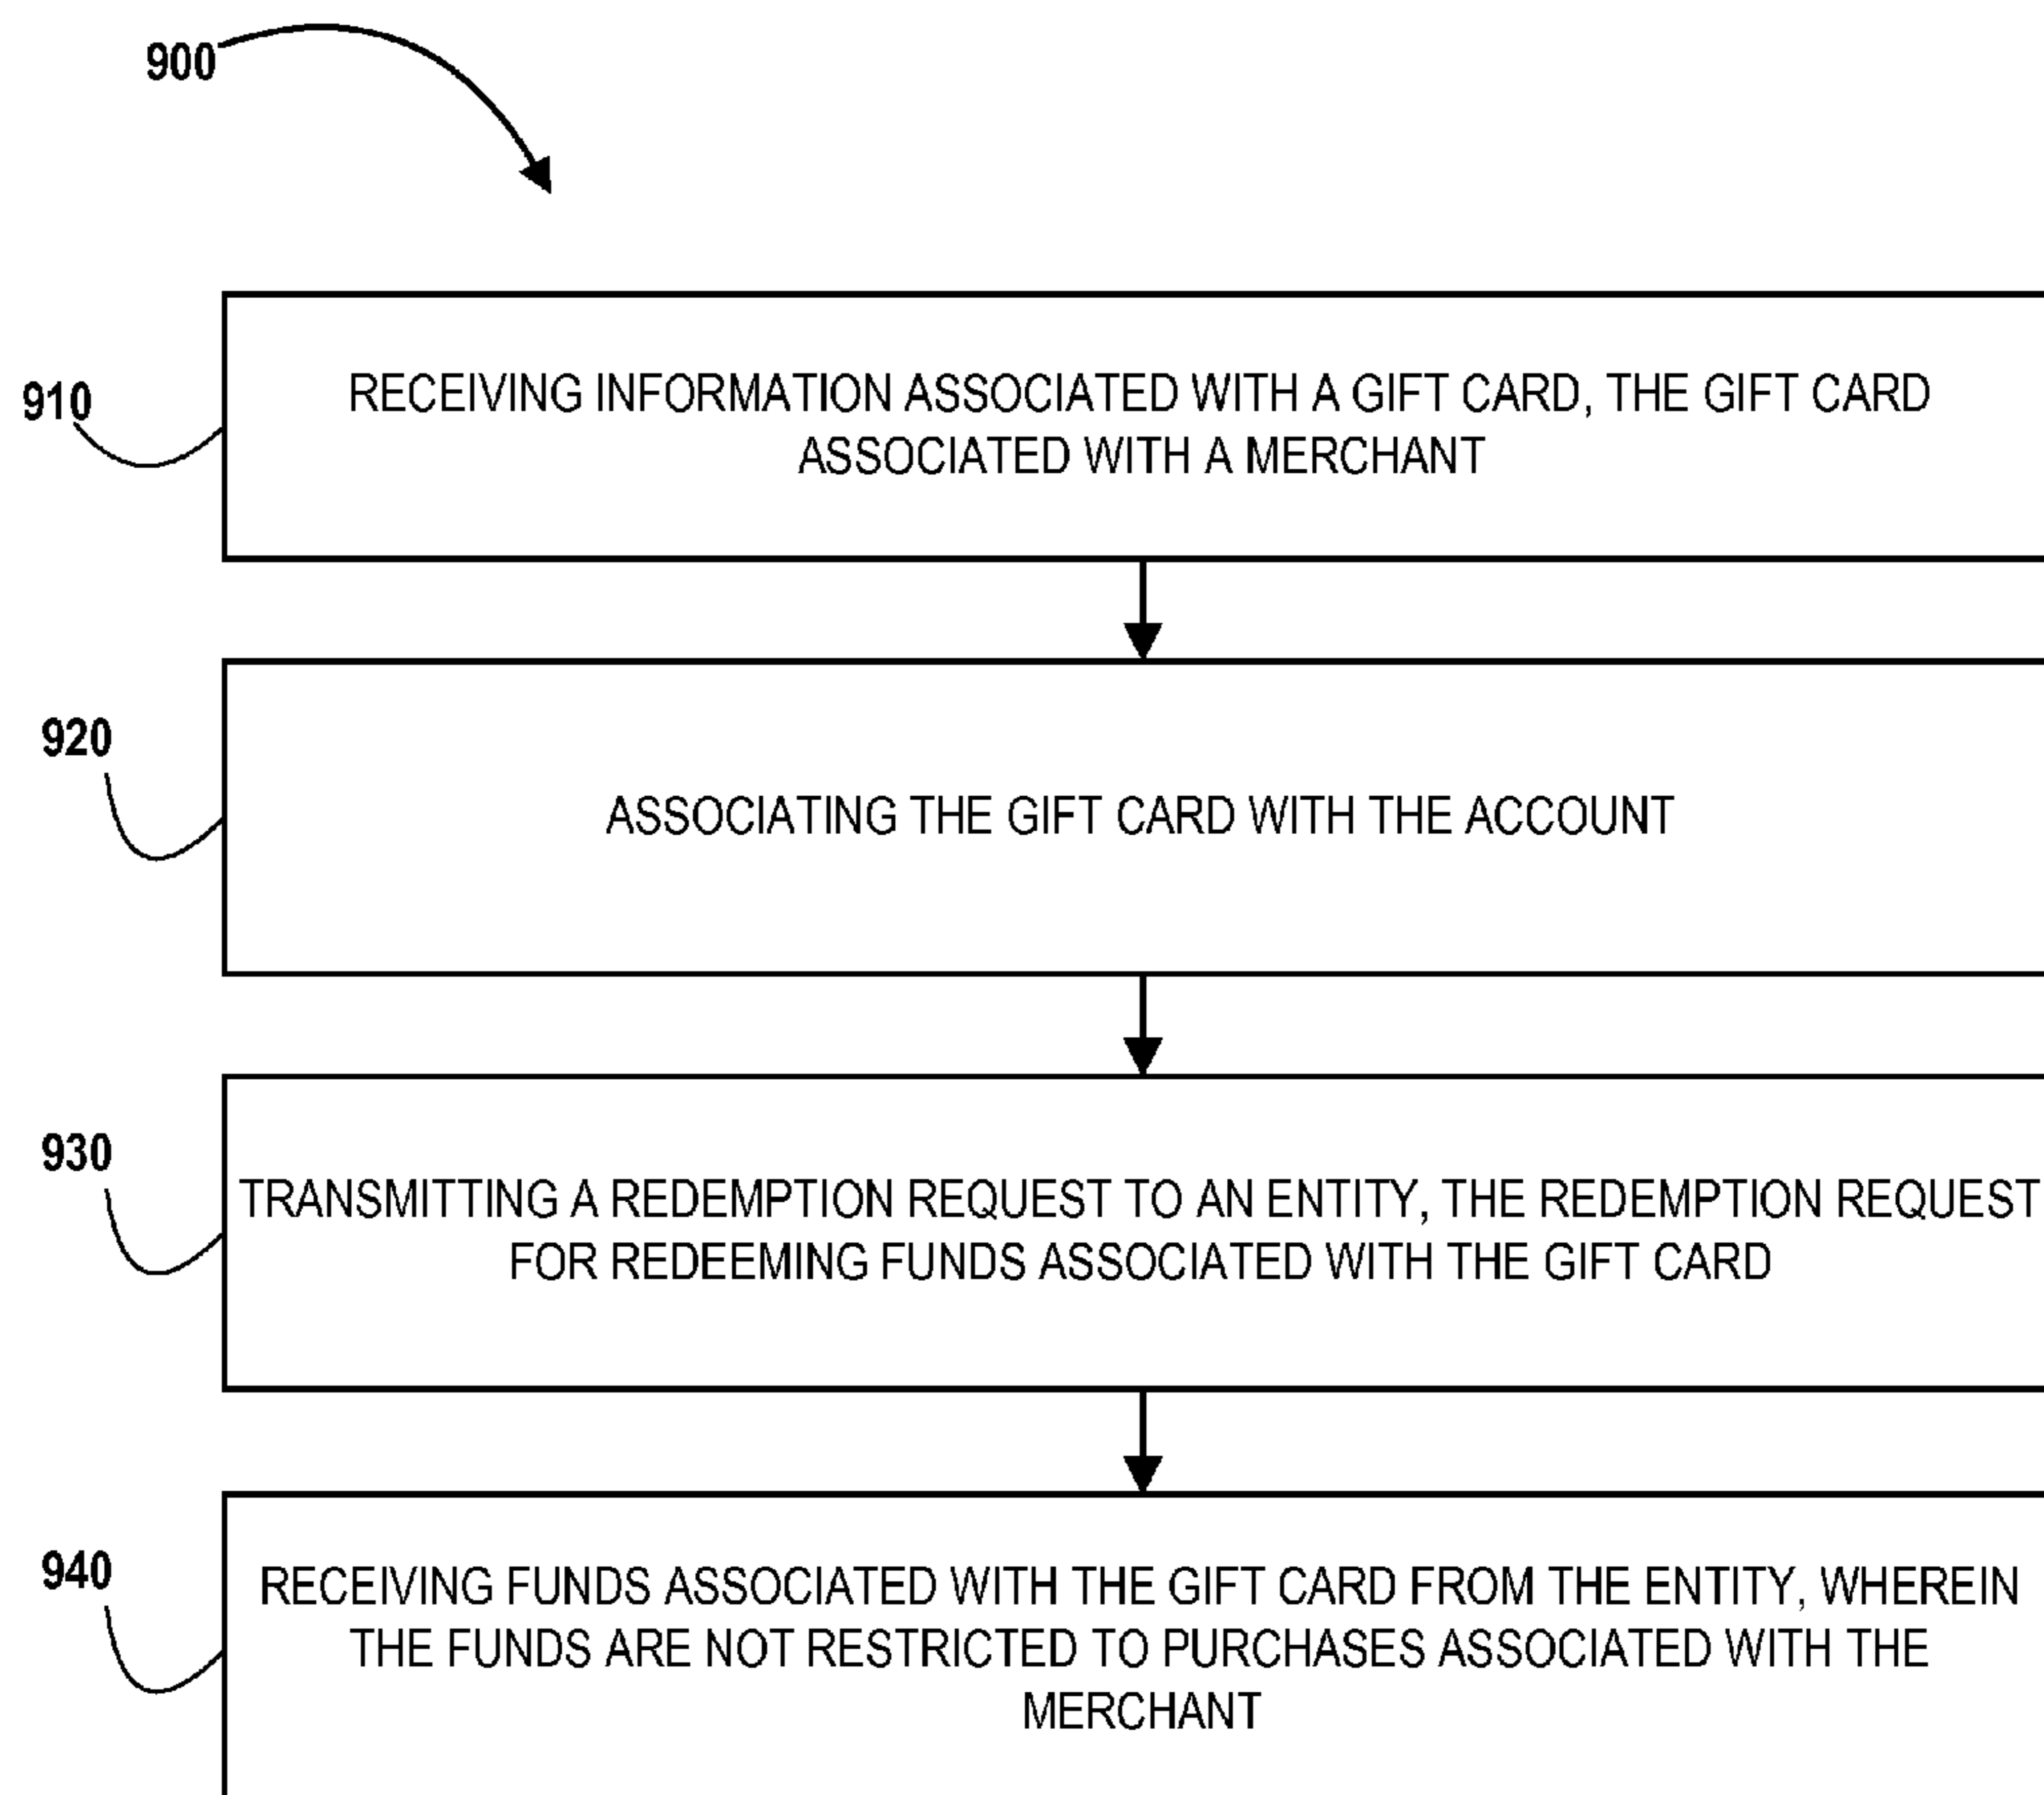 900
910
RECEIVING INFORMATION ASSOCIATED WITH A GIFT CARD, THE GIFT CARD
ASSOCIATED WITH A MERCHANT
920
ASSOCIATING THE GIFT CARD WITH THE ACCOUNT
930
TRANSMITTING A REDEMPTION REQUEST TO AN ENTITY, THE REDEMPTION REQUEST
FOR REDEEMING FUNDS ASSOCIATED WITH THE GIFT CARD
940
RECEIVING FUNDS ASSOCIATED WITH THE GIFT CARD FROM THE ENTITY, WHEREIN
THE FUNDS ARE NOT RESTRICTED TO PURCHASES ASSOCIATED WITH THE
MERCHANT